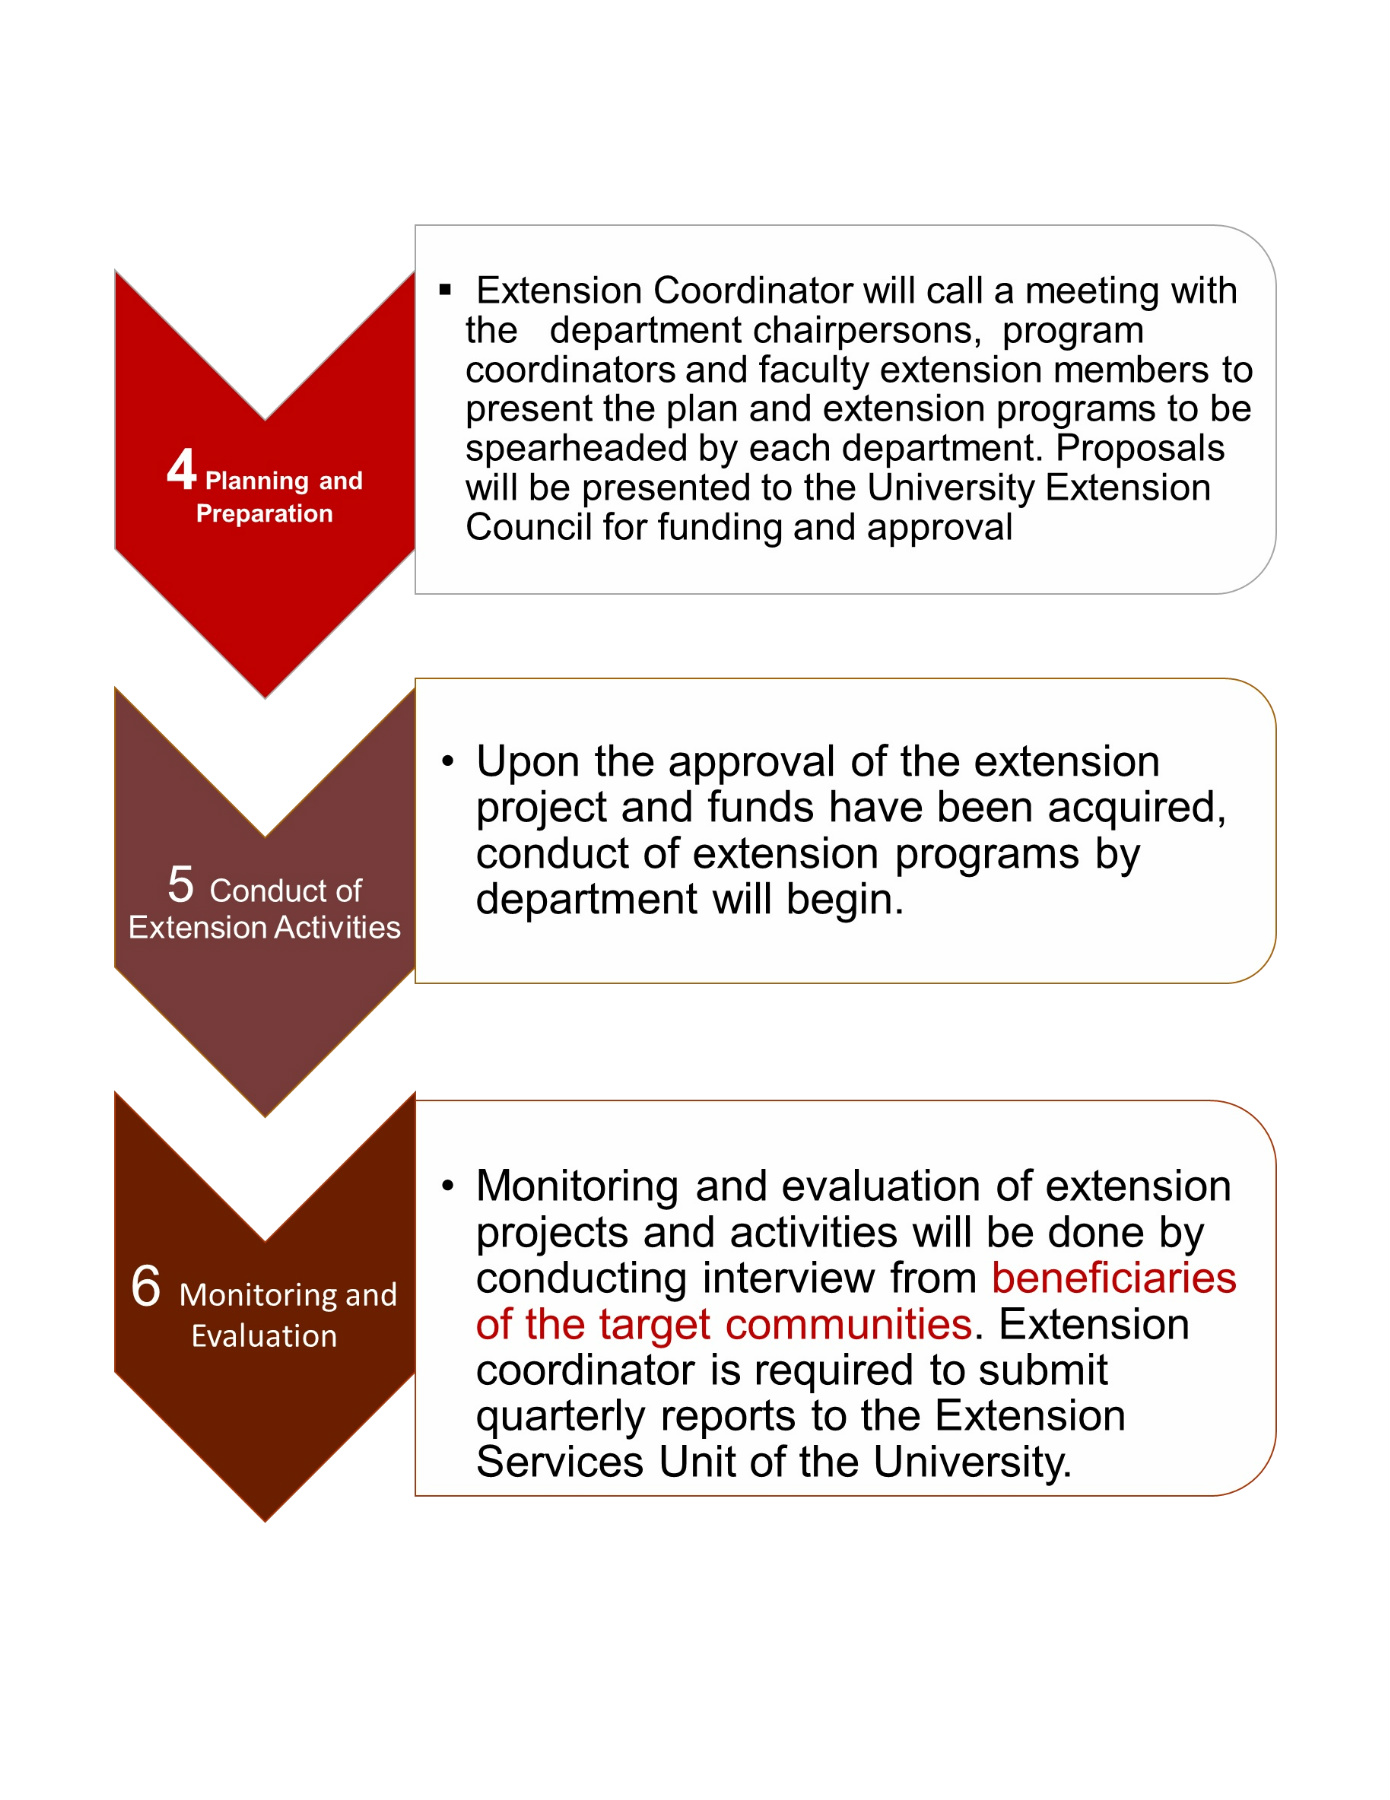 ▪ Extension Coordinator will call a meeting with
the department chairpersons, program
coordinators and faculty extension members to
present the plan and extension programs to be
spearheaded by each department. Proposals
will be presented to the University Extension
Council for funding and approval
4 Planning and
Preparation
• Upon the approval of the extension
project and funds have been acquired,
conduct of extension programs by
department will begin.
5 Conduct of
Extension Activities
• Monitoring and evaluation of extension
projects and activities will be done by
conducting interview from beneficiaries
of the target communities. Extension
coordinator is required to submit
quarterly reports to the Extension
Services Unit of the University.
6 Monitoring and
Evaluation